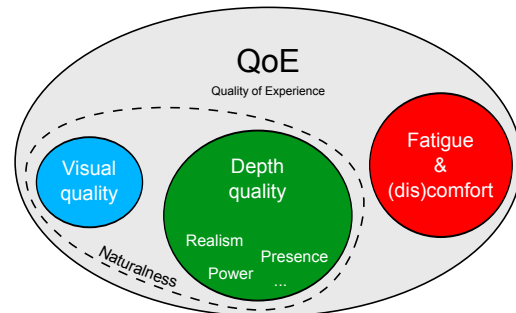 QoE
Quality of Experience
Visual
quality
Depth
quality
Realism
Presence
Power
...
Naturalness
Fatigue
&
(dis)comfort